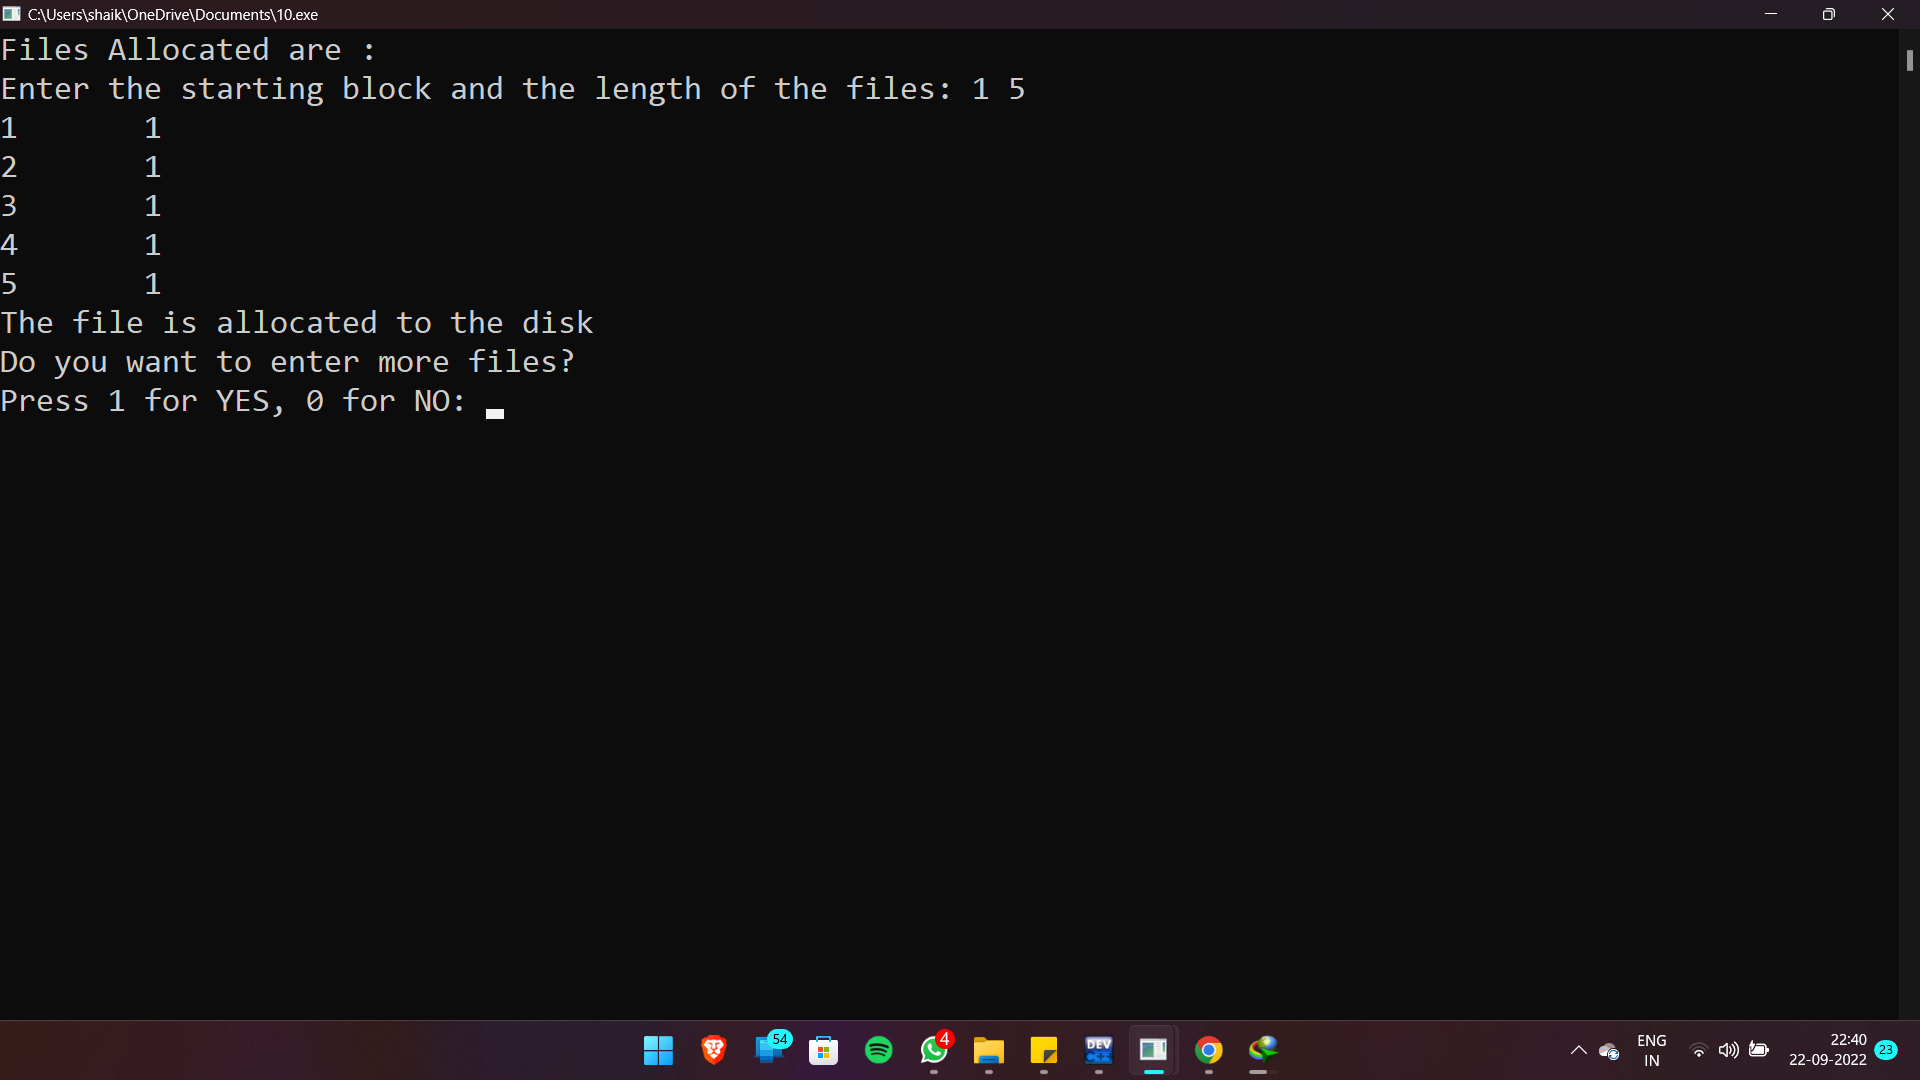 C:\Users\shaik\OneDrive\Documents\10.exe
Files Allocated are :
Enter the starting block and the length of the files: 1 5
1 1
2 1
3 1
4 1
5 1
The file is allocated to the disk
Do you want to enter more files?
Press 1 for YES, 0 for NO:
54
4
DEV
C++
ENG
IN
22:40
22-09-2022
23